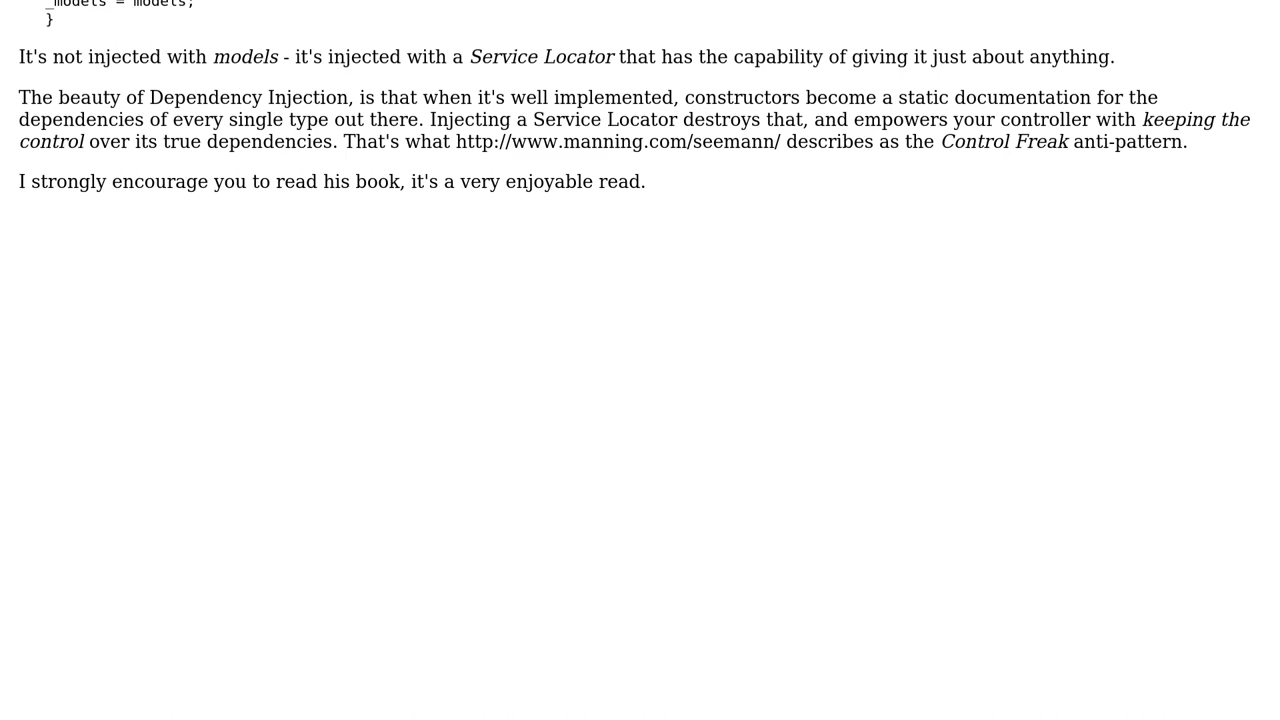 _models = models;
}
It's not injected with models - it's injected with a Service Locator that has the capability of giving it just about anything.
The beauty of Dependency Injection, is that when it's well implemented, constructors become a static documentation for the
dependencies of every single type out there. Injecting a Service Locator destroys that, and empowers your controller with keeping the
control over its true dependencies. That's what http://www.manning.com/seemann/ describes as the Control Freak anti-pattern.
I strongly encourage you to read his book, it's a very enjoyable read.